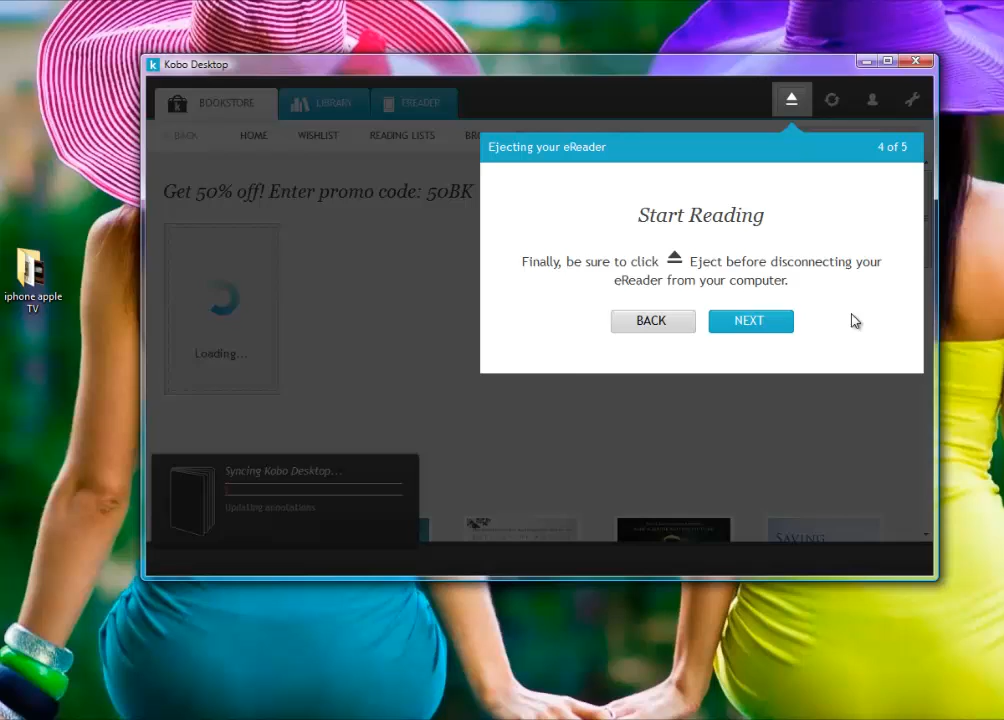 Kobo Desktop
BOOKSTORE LIBRARY EREADER
BACK HOME WISHLIST READING LISTS
Ejecting your eReader 4 of 5
Get 50% off! Enter promo code: 50BK
Start Reading
Finally, be sure to click Eject before disconnecting your
eReader from your computer.
BACK NEXT
iphone apple
TV
Loading...
Syncing Kobo Desktop...
Updating annotations
SAVING